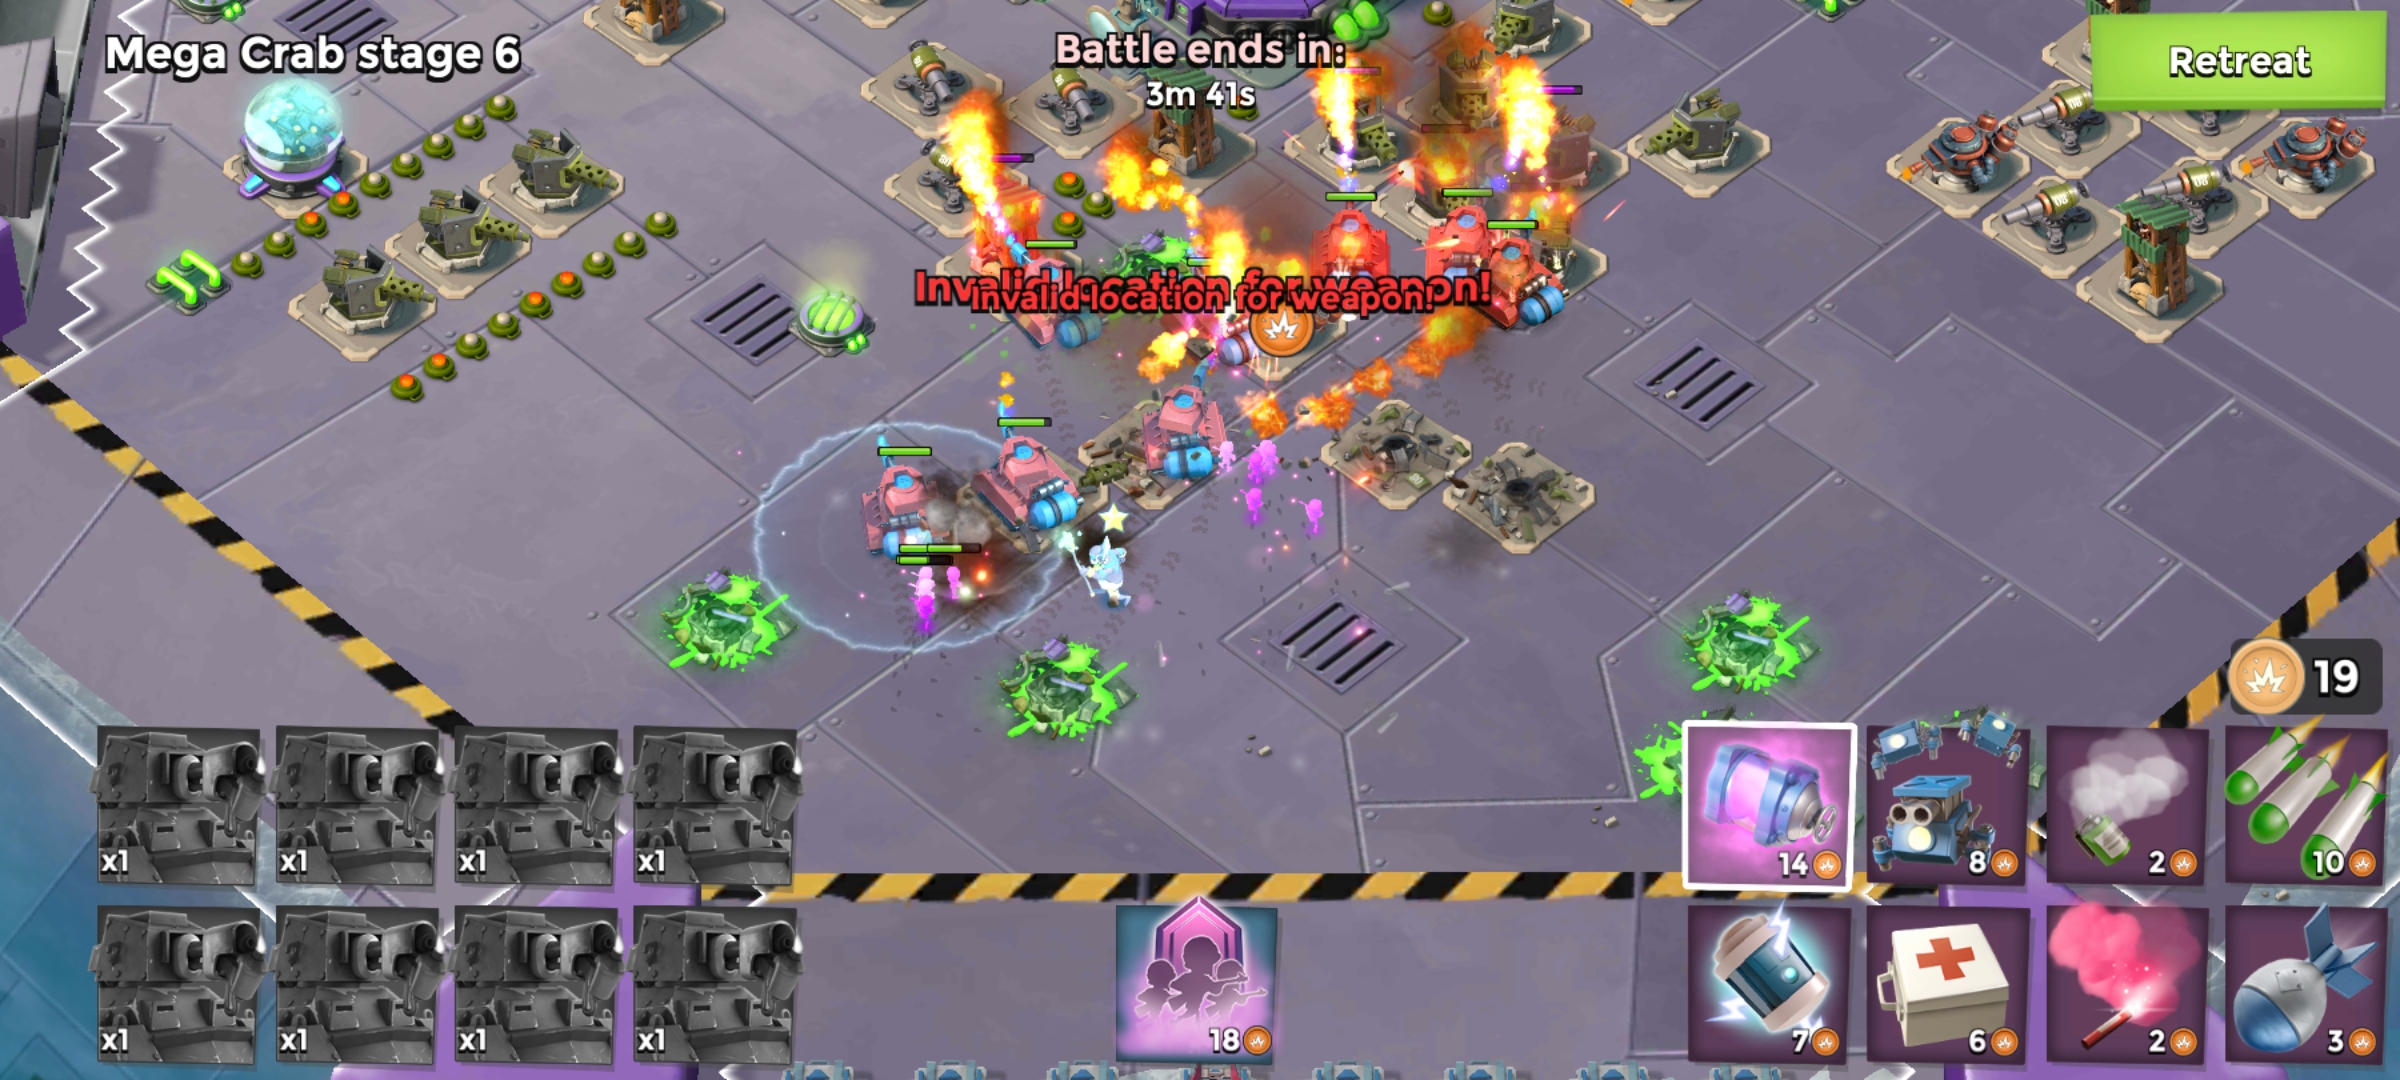 Mega Crab stage 6
Battle ends in:
3m 41s
Retreat
Invalid location for weapon!
Invalid location for weapon!
19
14
8
2
10
x1
x1
x1
x1
7
6
2
3
x1
x1
x1
x1
18